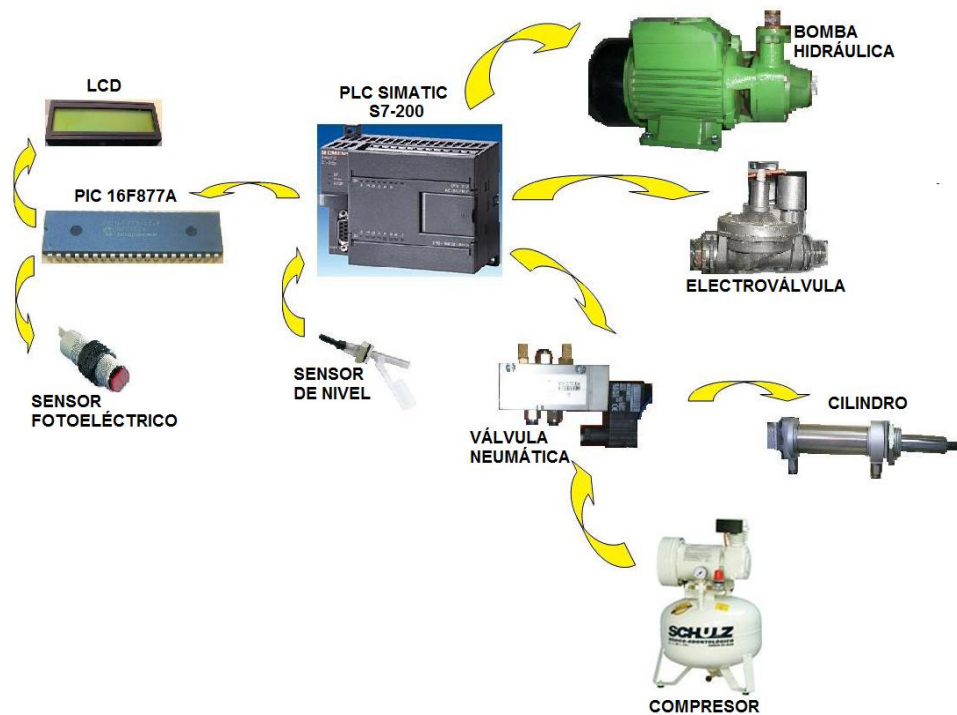 BOMBA
HIDRÁULICA
LCD
PLC SIMATIC
S7-200
PIC 16F877A
ELECTROVÁLVULA
SENSOR
FOTOELÉCTRICO
SENSOR
DE NIVEL
VÁLVULA
NEUMÁTICA
CILINDRO
SCHULZ
COMPRESOR